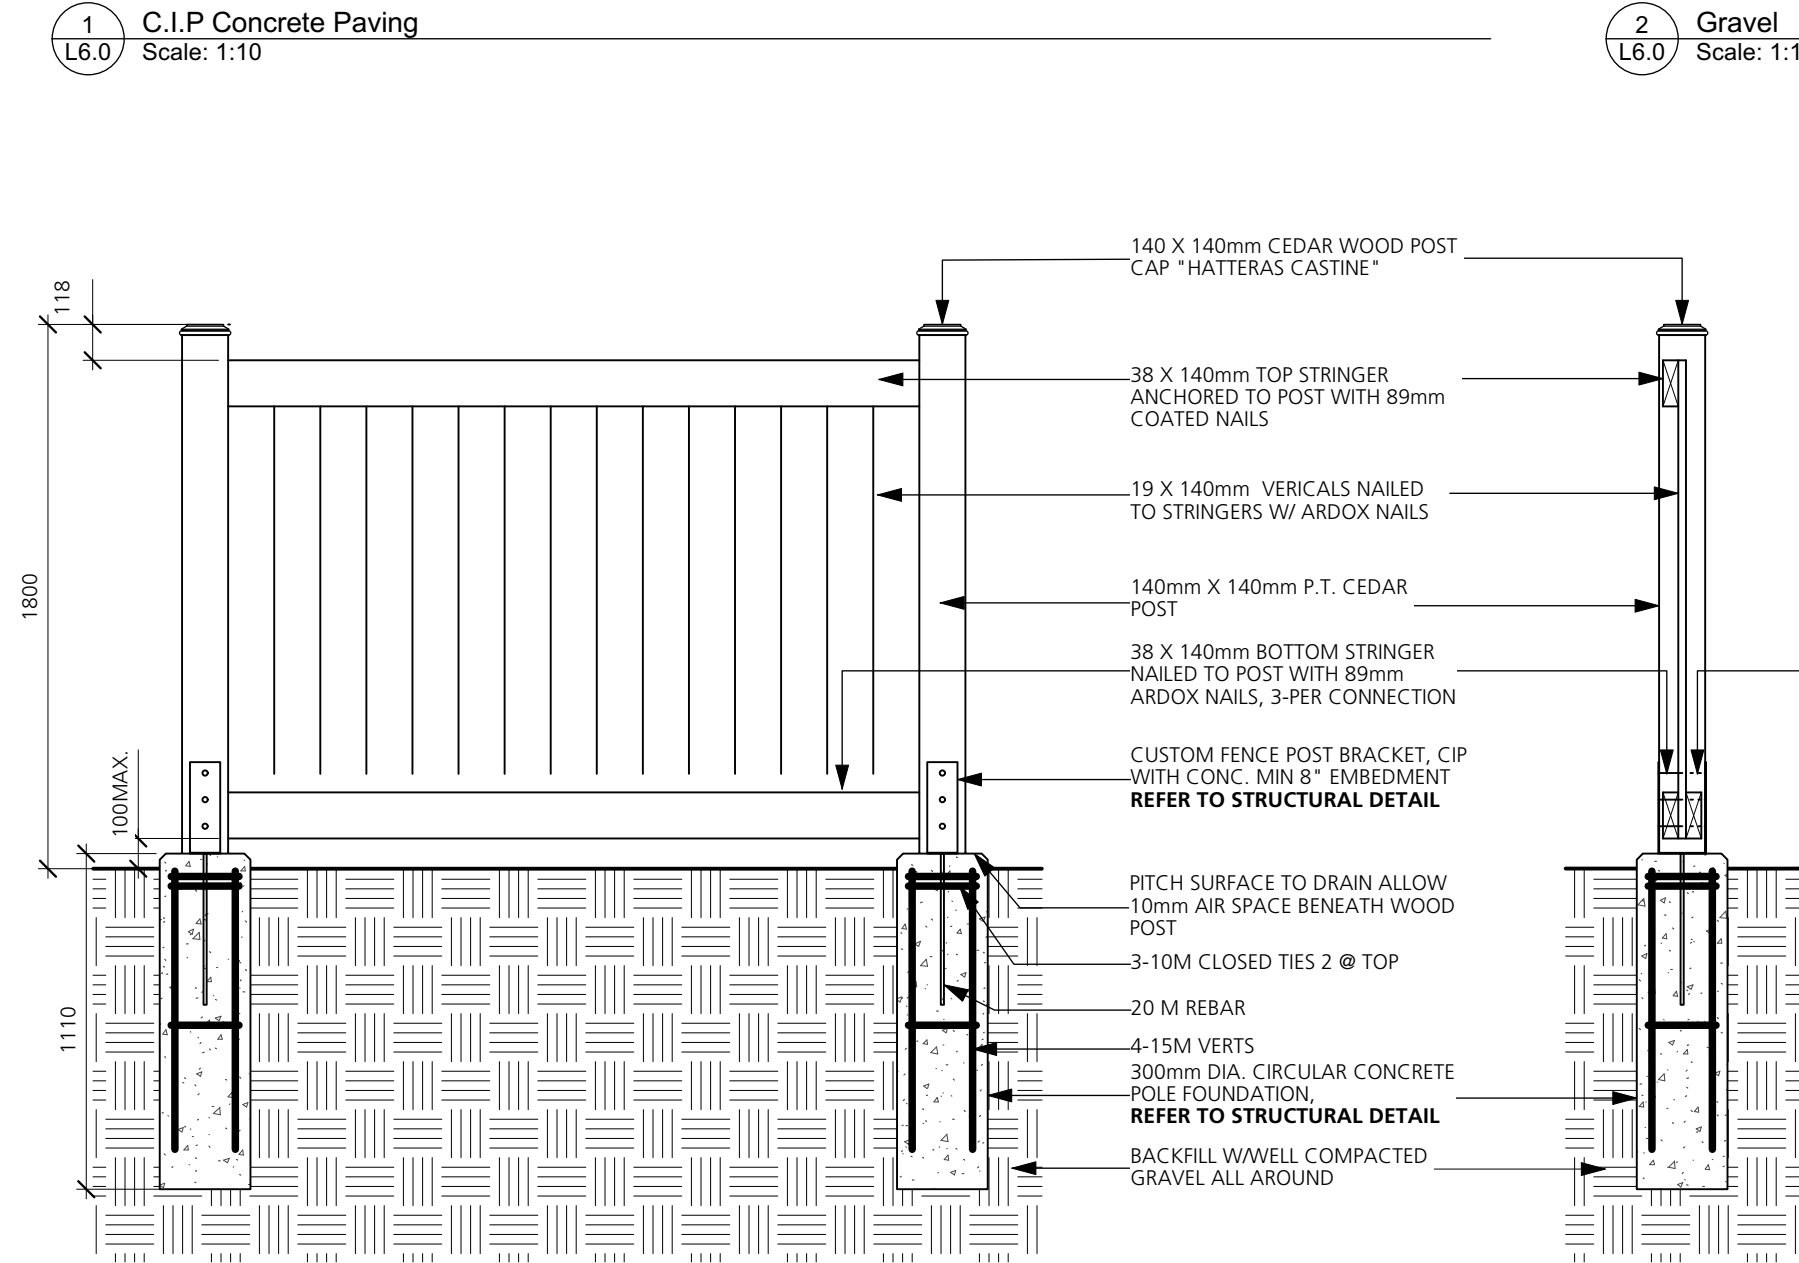 1
L6.0
C.I.P Concrete Paving
Scale: 1:10
2
L6.0
Gravel
Scale: 1:1
140 X 140mm CEDAR WOOD POST
CAP "HATTERAS CASTINE"
118
38 X 140mm TOP STRINGER
ANCHORED TO POST WITH 89mm
COATED NAILS
19 X 140mm VERICALS NAILED
TO STRINGERS W/ ARDOX NAILS
1800
140mm X 140mm P.T. CEDAR
POST
38 X 140mm BOTTOM STRINGER
NAILED TO POST WITH 89mm
ARDOX NAILS, 3-PER CONNECTION
100MAX.
CUSTOM FENCE POST BRACKET, CIP
WITH CONC. MIN 8" EMBEDMENT
REFER TO STRUCTURAL DETAIL
PITCH SURFACE TO DRAIN ALLOW
10mm AIR SPACE BENEATH WOOD
POST
3-10M CLOSED TIES 2 @ TOP
20 M REBAR
1110
4-15M VERTS
300mm DIA. CIRCULAR CONCRETE
POLE FOUNDATION,
REFER TO STRUCTURAL DETAIL
BACKFILL W/WELL COMPACTED
GRAVEL ALL AROUND